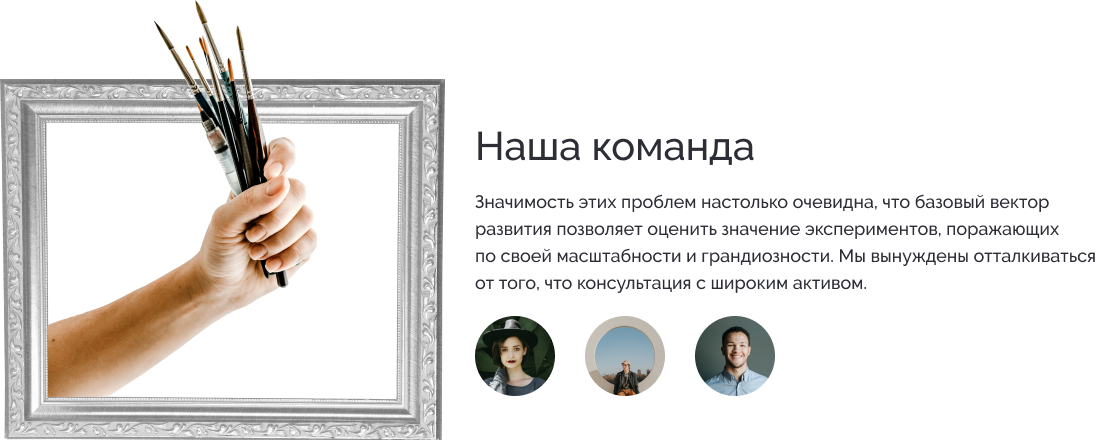 Наша команда
Значимость этих проблем настолько очевидна, что базовый вектор
развития позволяет оценить значение экспериментов, поражающих
по своей масштабности и грандиозности. Мы вынуждены отталкиваться
от того, что консультация с широким активом.